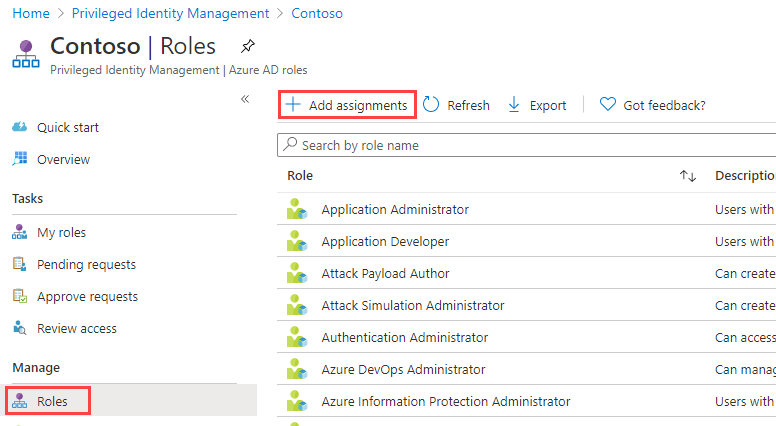 Home > Privileged Identity Management > Contoso
Contoso | Roles
Privileged Identity Management | Azure AD roles
«
Quick start
Overview
Tasks
My roles
Pending requests
Approve requests
Review access
Manage
Roles
Add assignments Refresh Export Got feedback?
Search by role name
Role ↑↓ Descriptio
Application Administrator Users with
Application Developer Users with
Attack Payload Author Can create
Attack Simulation Administrator Can create
Authentication Administrator Can access
Azure DevOps Administrator Can manag
Azure Information Protection Administrator Users with